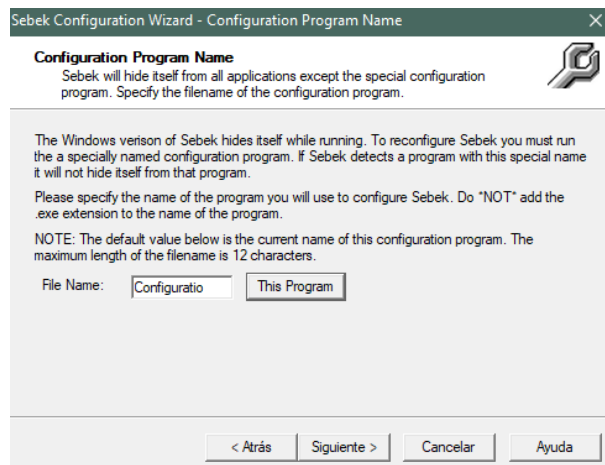 Sebek Configuration Wizard - Configuration Program Name
Configuration Program Name
Sebek will hide itself from all applications except the special configuration
program. Specify the filename of the configuration program.
The Windows verison of Sebek hides itself while running. To reconfigure Sebek you must run
the a specially named configuration program. If Sebek detects a program with this special name
it will not hide itself from that program.
Please specify the name of the program you will use to configure Sebek. Do *NOT* add the
.exe extension to the name of the program.
NOTE: The default value below is the current name of this configuration program. The
maximum length of the filename is 12 characters.
File Name: Configuratio This Program
< Atrás Siguiente > Cancelar Ayuda